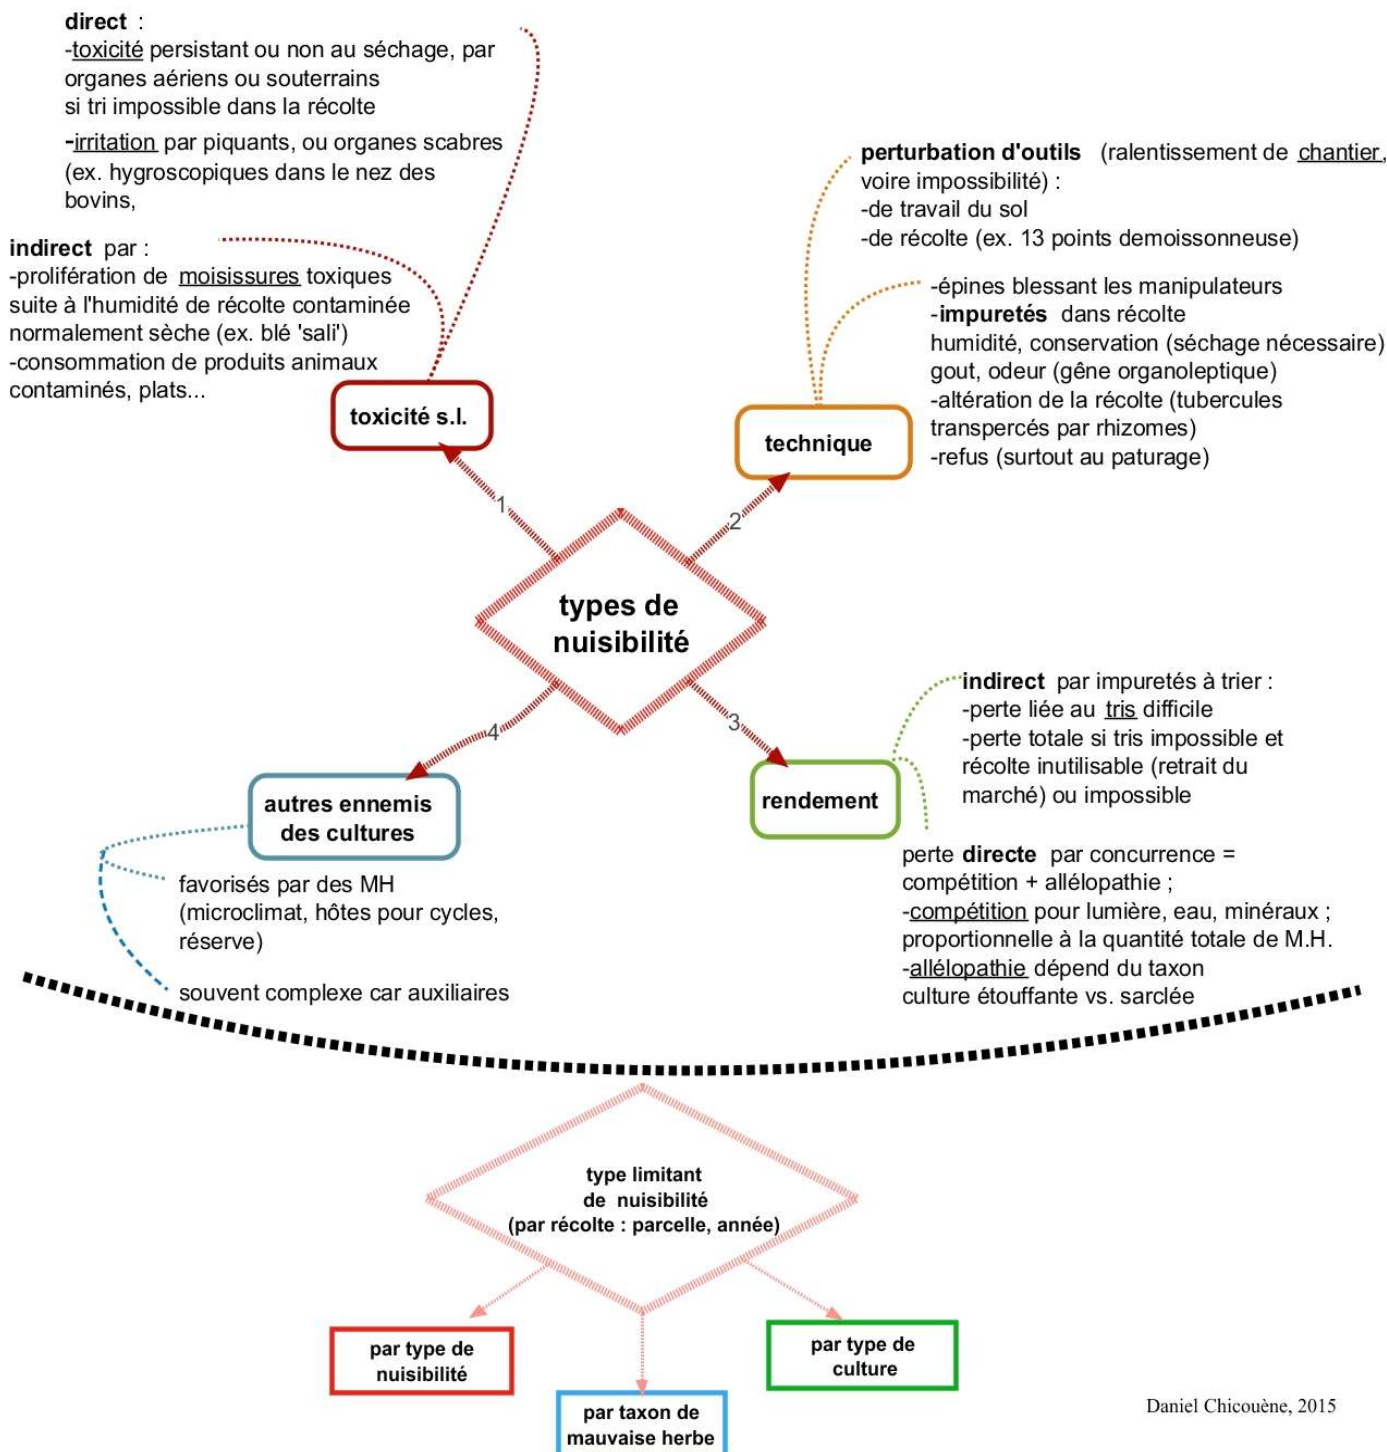 direct :
-toxicité persistant ou non au séchage, par
organes aériens ou souterrains
si tri impossible dans la récolte
-irritation par piquants, ou organes scabres
(ex. hygroscopiques dans le nez des
bovins,
indirect par :
-prolifération de moisissures toxiques
suite à l'humidité de récolte contaminée
normalement sèche (ex. blé 'sali')
-consommation de produits animaux
contaminés, plats...
toxicité s.l.
perturbation d'outils (ralentissement de chantier,
voire impossibilité) :
-de travail du sol
-de récolte (ex. 13 points demoissonneuse)
-épines blessant les manipulateurs
-impuretés dans récolte
humidité, conservation (séchage nécessaire)
gout, odeur (gêne organoleptique)
-altération de la récolte (tubercules
transpercés par rhizomes)
-refus (surtout au paturage)
technique
1
2
types de
nuisibilité
4
3
autres ennemis
des cultures
favorisés par des MH
(microclimat, hôtes pour cycles,
réserve)
souvent complexe car auxiliaires
rendement
indirect par impuretés à trier :
-perte liée au tris difficile
-perte totale si tris impossible et
récolte inutilisable (retrait du
marché) ou impossible
perte directe par concurrence =
compétition + allélopathie ;
-compétition pour lumière, eau, minéraux ;
proportionnelle à la quantité totale de M.H.
-allélopathie dépend du taxon
culture étouffante vs. sarclée
type limitant
de nuisibilité
(par récolte : parcelle, année)
par type de
nuisibilité
par taxon de
mauvaise herbe
par type de
culture
Daniel Chicouène, 2015